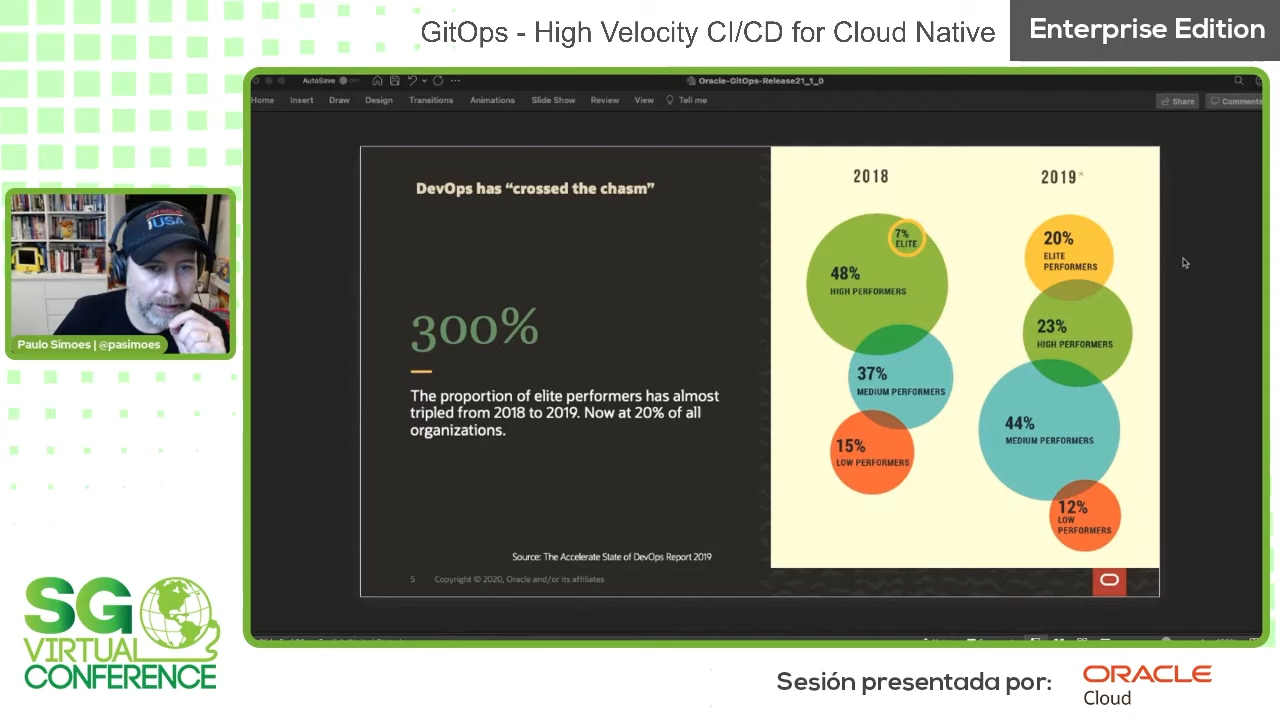 GitOps - High Velocity CI/CD for Cloud Native
Enterprise Edition
AutoSave
Oracle-GitOps-Release21_1_0
Home Insert Draw Design Transitions Animations Slide Show Review View Tell me
Share Comments
DevOps has “crossed the chasm”
300%
The proportion of elite performers has almost
tripled from 2018 to 2019. Now at 20% of all
organizations.
Source: The Accelerate State of DevOps Report 2019
5 Copyright © 2020, Oracle and/or its affiliates
2018
7%
ELITE
48%
HIGH PERFORMERS
37%
MEDIUM PERFORMERS
15%
LOW PERFORMERS
2019*
20%
ELITE
PERFORMERS
23%
HIGH PERFORMERS
44%
MEDIUM PERFORMERS
12%
LOW
PERFORMERS
ORACLE
USA
Paulo Simoes | @pasimoes
SG
VIRTUAL
CONFERENCE
Sesión presentada por:
ORACLE
Cloud